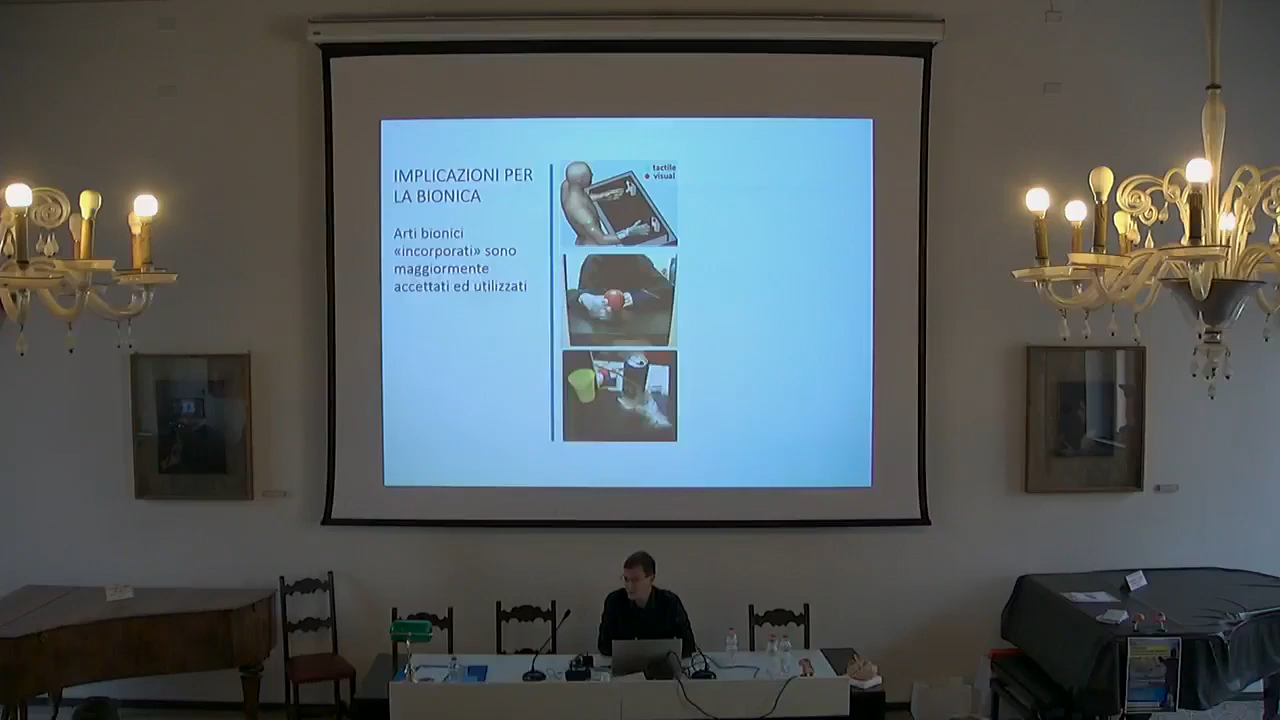 IMPLICAZIONI PER
LA BIONICA
Arti bionici
«incorporati» sono
maggiormente
accettati ed utilizzati
tactile
visual